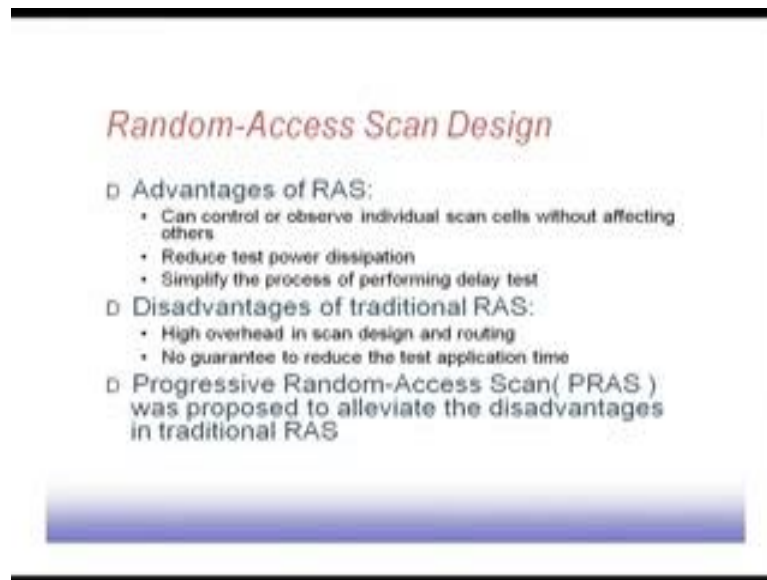 Random-Access Scan Design
D Advantages of RAS:
• Can control or observe individual scan cells without affecting
others
• Reduce test power dissipation
• Simplify the process of performing delay test
D Disadvantages of traditional RAS:
• High overhead in scan design and routing
• No guarantee to reduce the test application time
D Progressive Random-Access Scan( PRAS )
was proposed to alleviate the disadvantages
in traditional RAS